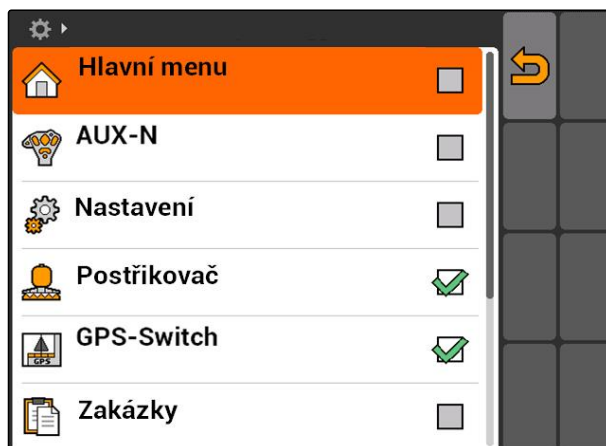 Hlavní menu
AUX-N
Nastavení
Postřikovač
GPS-Switch
GPS
Zakázky